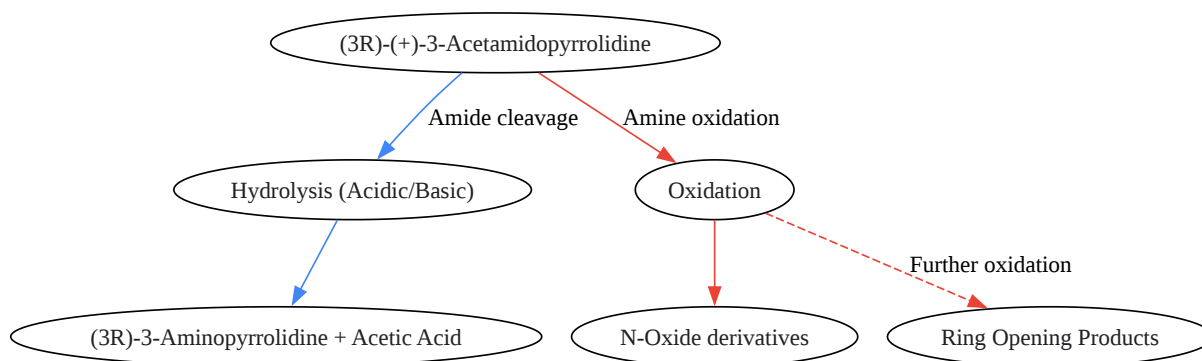 (3R)-(+)-3-Acetamidopyrrolidine
Amide cleavage
Amine oxidation
Hydrolysis (Acidic/Basic)
Oxidation
Further oxidation
(3R)-3-Aminopyrrolidine + Acetic Acid
N-Oxide derivatives
Ring Opening Products